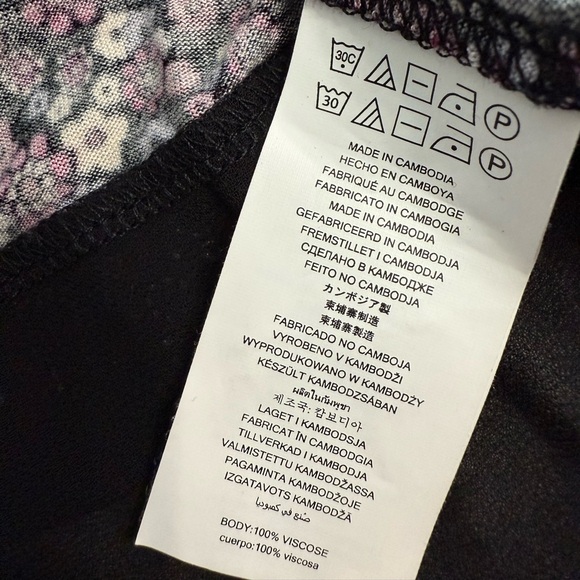 30C P
30 P
MADE IN CAMBODIA
HECHO EN CAMBOYA
FABRIQUÉ AU CAMBODGE
FABBRICATO IN CAMBOGIA
MADE IN CAMBODIA
GEFABRICEERD IN CAMBODJA
FREMSTILLET I CAMBODJA
СДЕЛАНО В КАМБОДЖЕ
FEITO NO CAMBODJA
カンボジア製
柬埔寨制造
柬埔寨製造
FABRICADO NO CAMBOJA
VYROBENO V KAMBODŽI
WYPRODUKOWANO W KAMBODŻY
KÉSZÜLT KAMBODZSÁBAN
ผลิตในกัมพูชา
제조국: 캄보디아
LAGET I KAMBODSJA
FABRICAT ÎN CAMBODGIA
TILLVERKAD I KAMBODJA
VALMISTETTU KAMBODŽASSA
PAGAMINTA KAMBODŽOJE
IZGATAVOTS KAMBODŽĀ
صُنع في كمبوديا
BODY:100% VISCOSE
cuerpo:100% viscosa